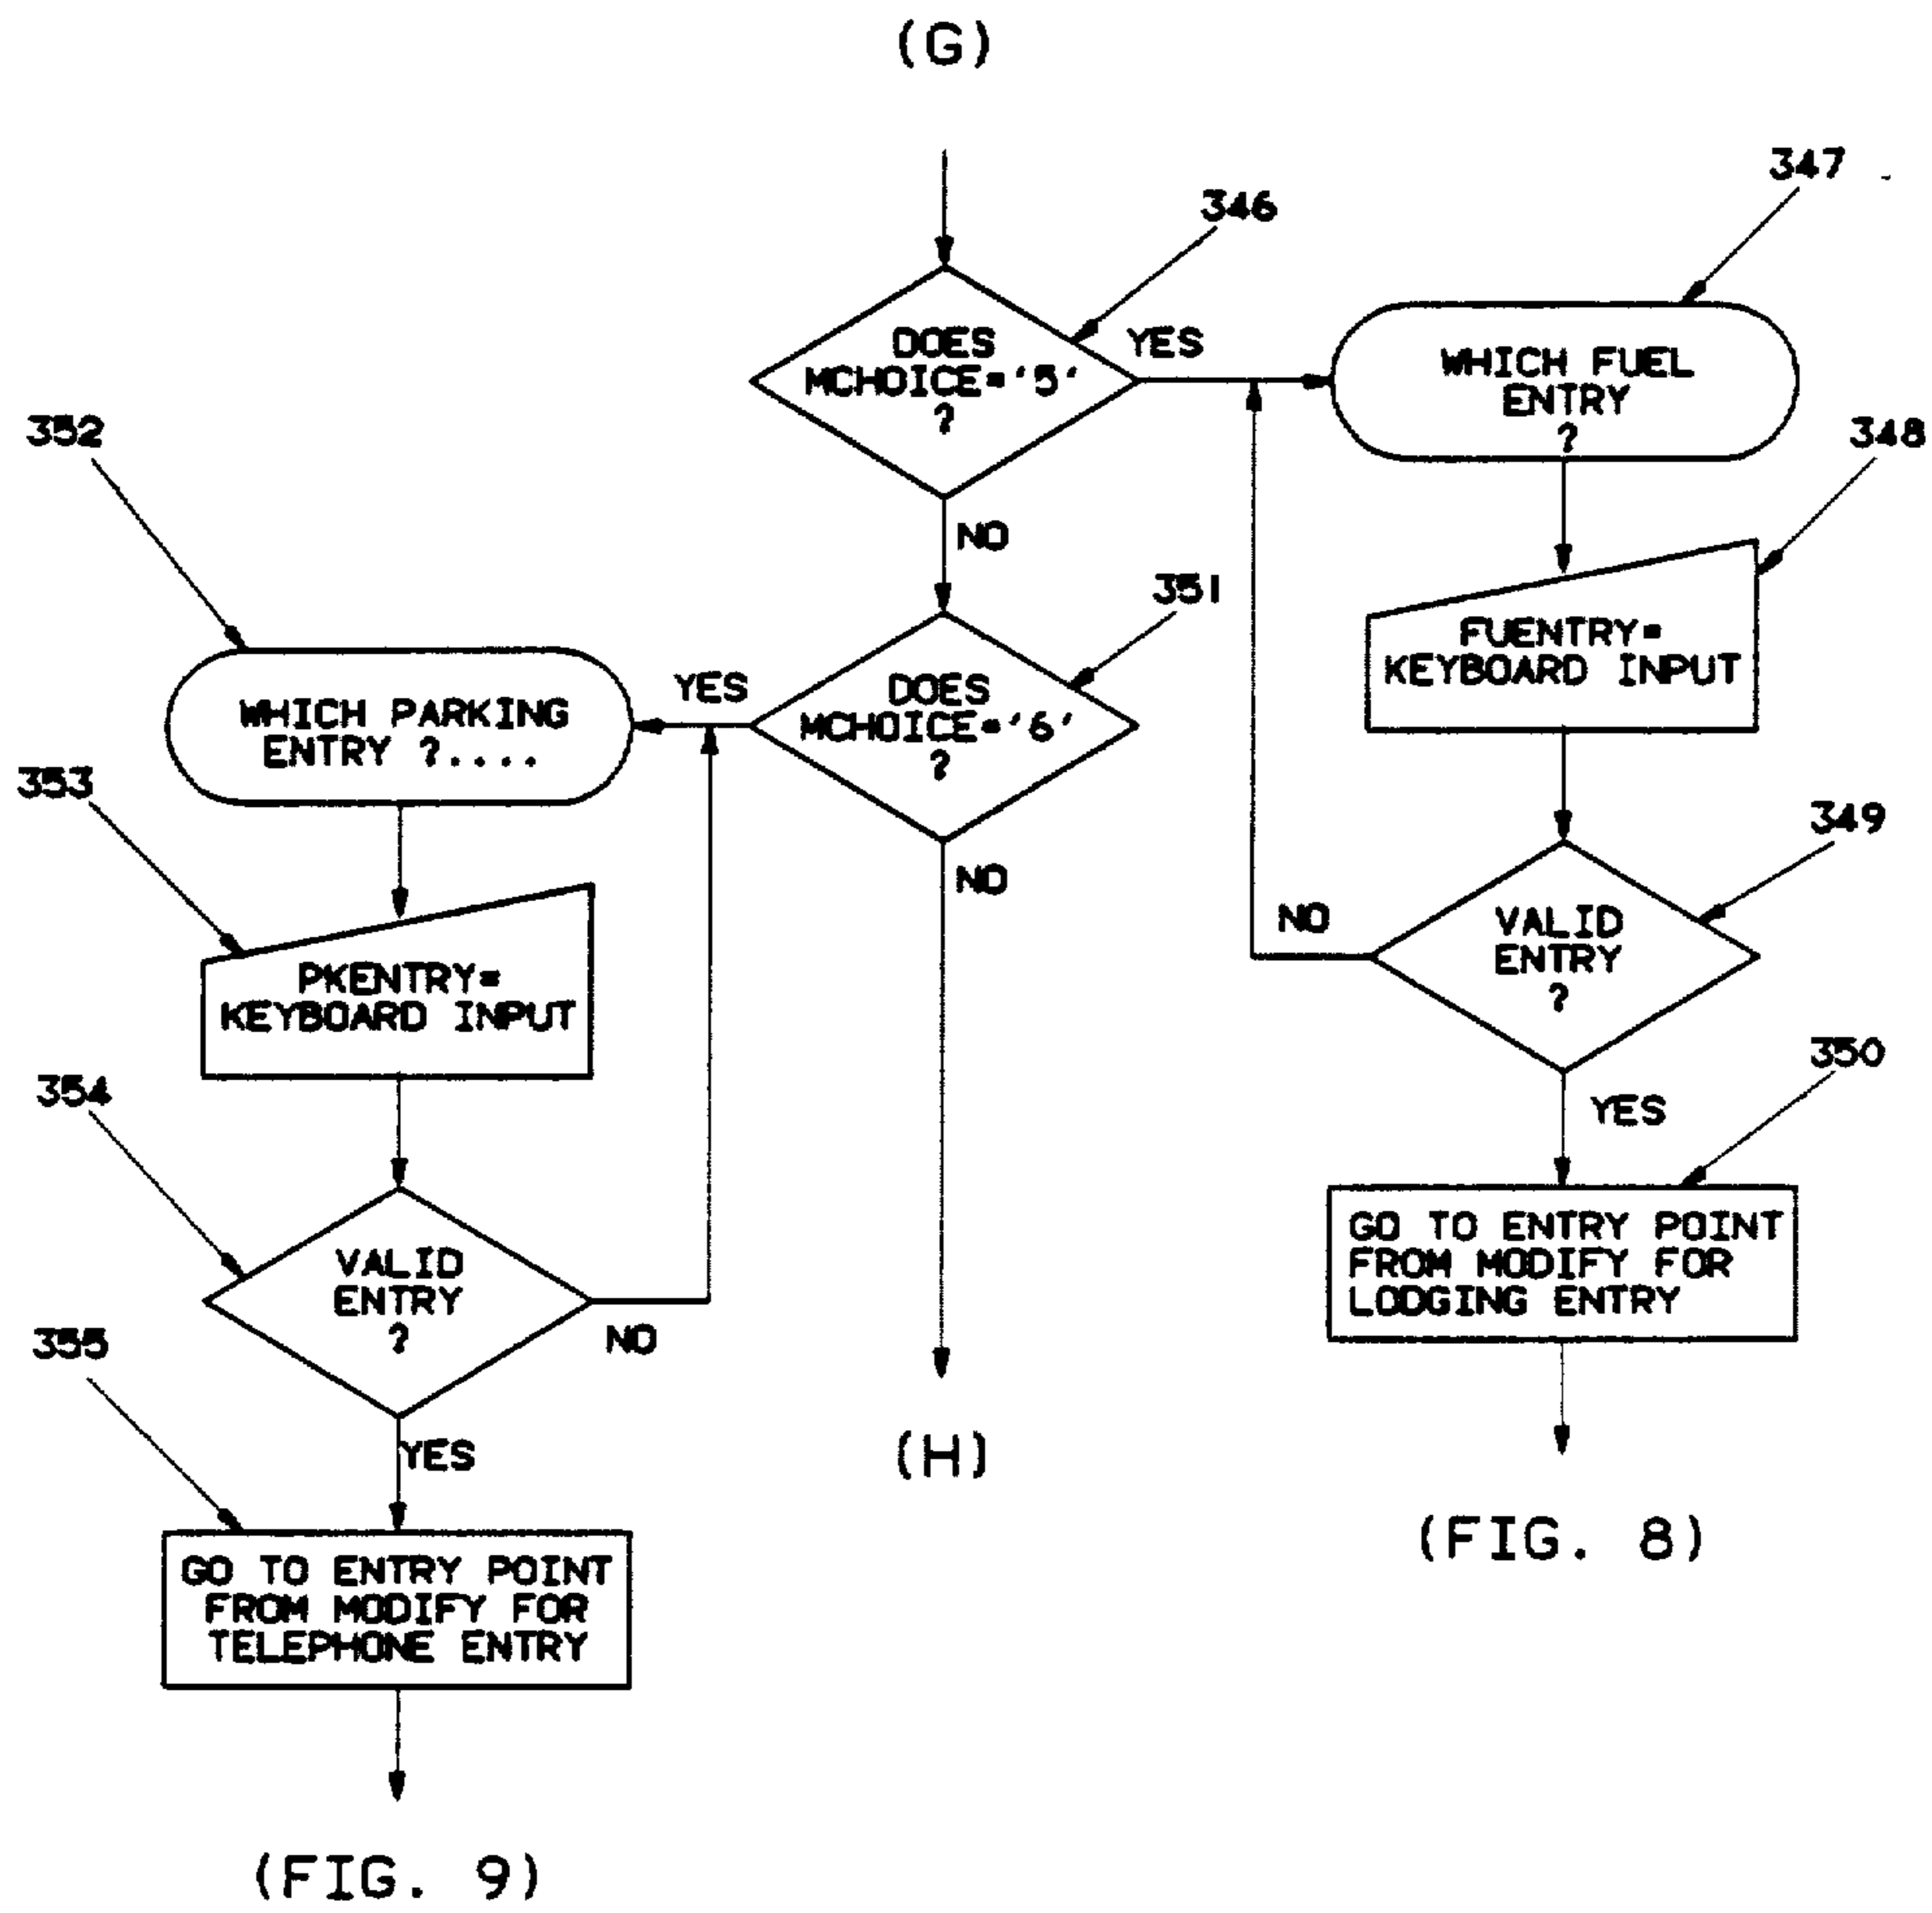 (G)
346
347
DOES
MCHOICE='5'
?
YES
WHICH FUEL
ENTRY
?
348
352
NO
351
FUENTRY=
KEYBOARD INPUT
WHICH PARKING
ENTRY ?....
YES
DOES
MCHOICE='6'
?
353
349
NO
VALID
ENTRY
?
NO
PKENTRY=
KEYBOARD INPUT
354
350
YES
VALID
ENTRY
?
NO
GO TO ENTRY POINT
FROM MODIFY FOR
LODGING ENTRY
355
YES
(H)
(FIG. 8)
GO TO ENTRY POINT
FROM MODIFY FOR
TELEPHONE ENTRY
(FIG. 9)